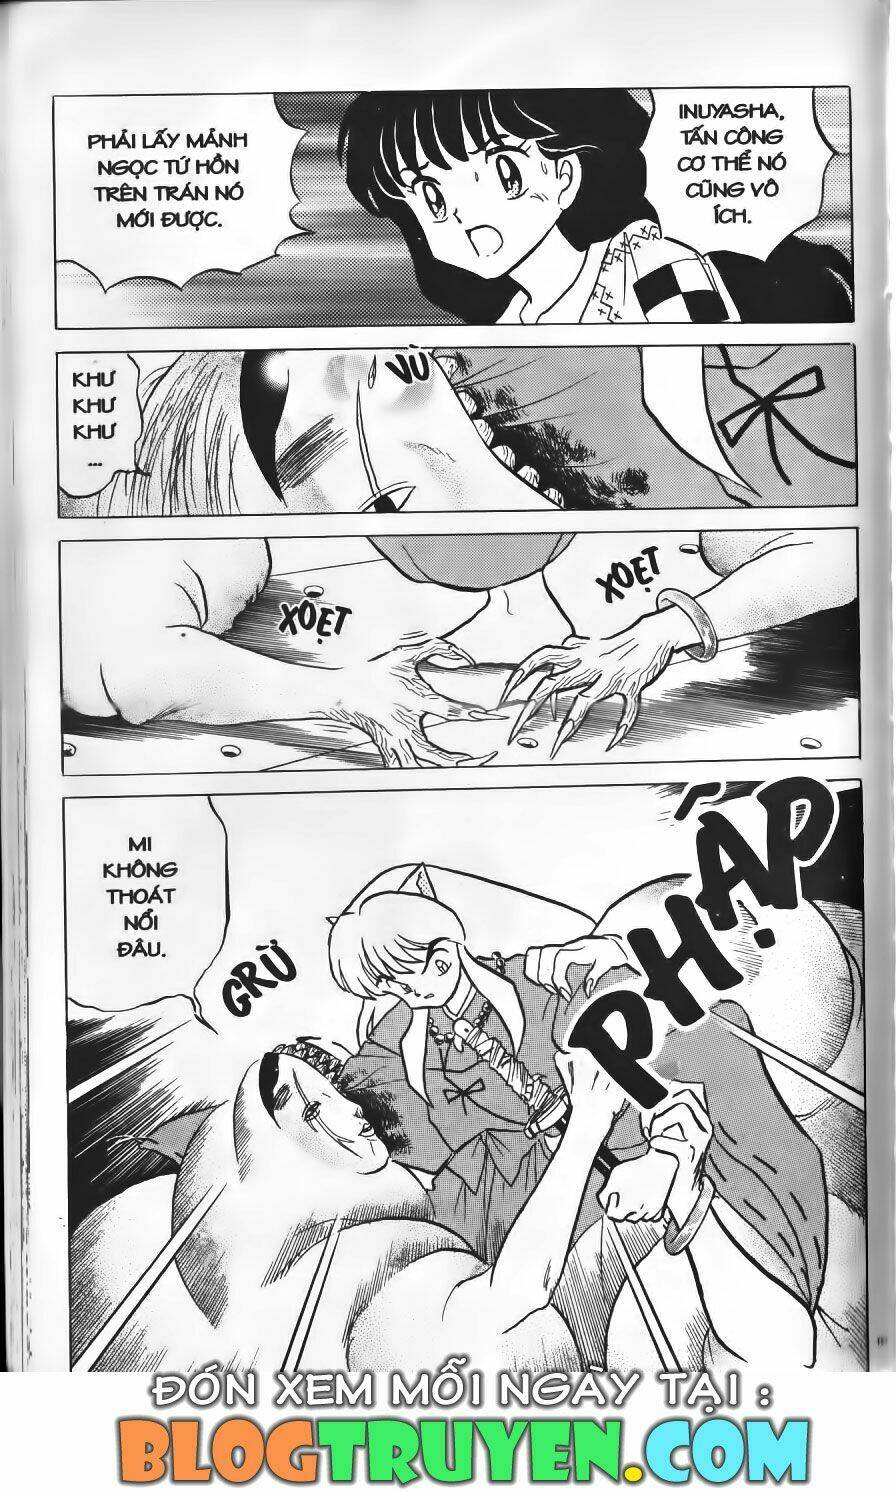 INUYASHA,
TẤN CÔNG
CƠ THỂ NÓ
CŨNG VÔ
ÍCH.
PHẢI LẤY MẢNH
NGỌC TỨ HỒN
TRÊN TRÁN NÓ
MỚI ĐƯỢC.
VÙ
KHƯ
KHƯ
KHƯ
...
XOẸT
XOẸT
PHẬP
MI
KHÔNG
THOÁT
NỔI
ĐÂU.
GRỪ
ĐÓN XEM MỖI NGÀY TẠI :
BLOGTRUYEN.COM